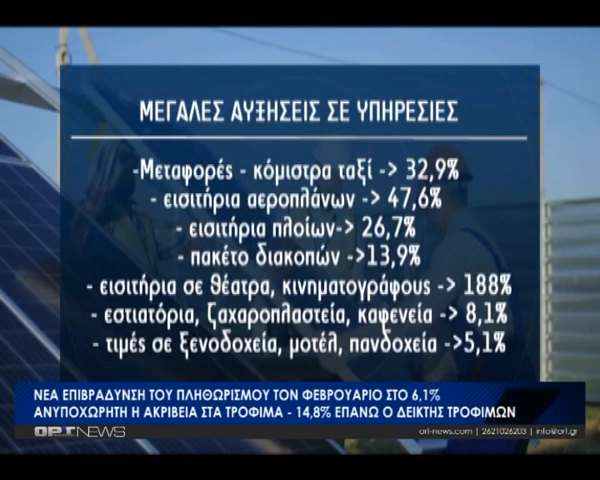 ΜΕΓΑΛΕΣ ΑΥΞΗΣΕΙΣ ΣΕ ΥΠΗΡΕΣΙΕΣ
-Μεταφορές - κόμιστρα ταξί -> 32,9%
- εισιτήρια αεροπλάνων -> 47,6%
- εισιτήρια πλοίων-> 26,7%
- πακέτο διακοπών ->13,9%
- εισιτήρια σε θέατρα, κινηματογράφους -> 188%
- εστιατόρια, ζαχαροπλαστεία, καφενεία -> 8,1%
- τιμές σε ξενοδοχεία, μοτέλ, πανδοχεία ->5,1%
ΝΕΑ ΕΠΙΒΡΑΔΥΝΣΗ ΤΟΥ ΠΛΗΘΩΡΙΣΜΟΥ ΤΟΝ ΦΕΒΡΟΥΑΡΙΟ ΣΤΟ 6,1%
ΑΝΥΠΟΧΩΡΗΤΗ Η ΑΚΡΙΒΕΙΑ ΣΤΑ ΤΡΟΦΙΜΑ - 14,8% ΕΠΑΝΩ Ο ΔΕΙΚΤΗΣ ΤΡΟΦΙΜΩΝ
ORT NEWS
ort-news.com | 2621026203 | info@ort.gr